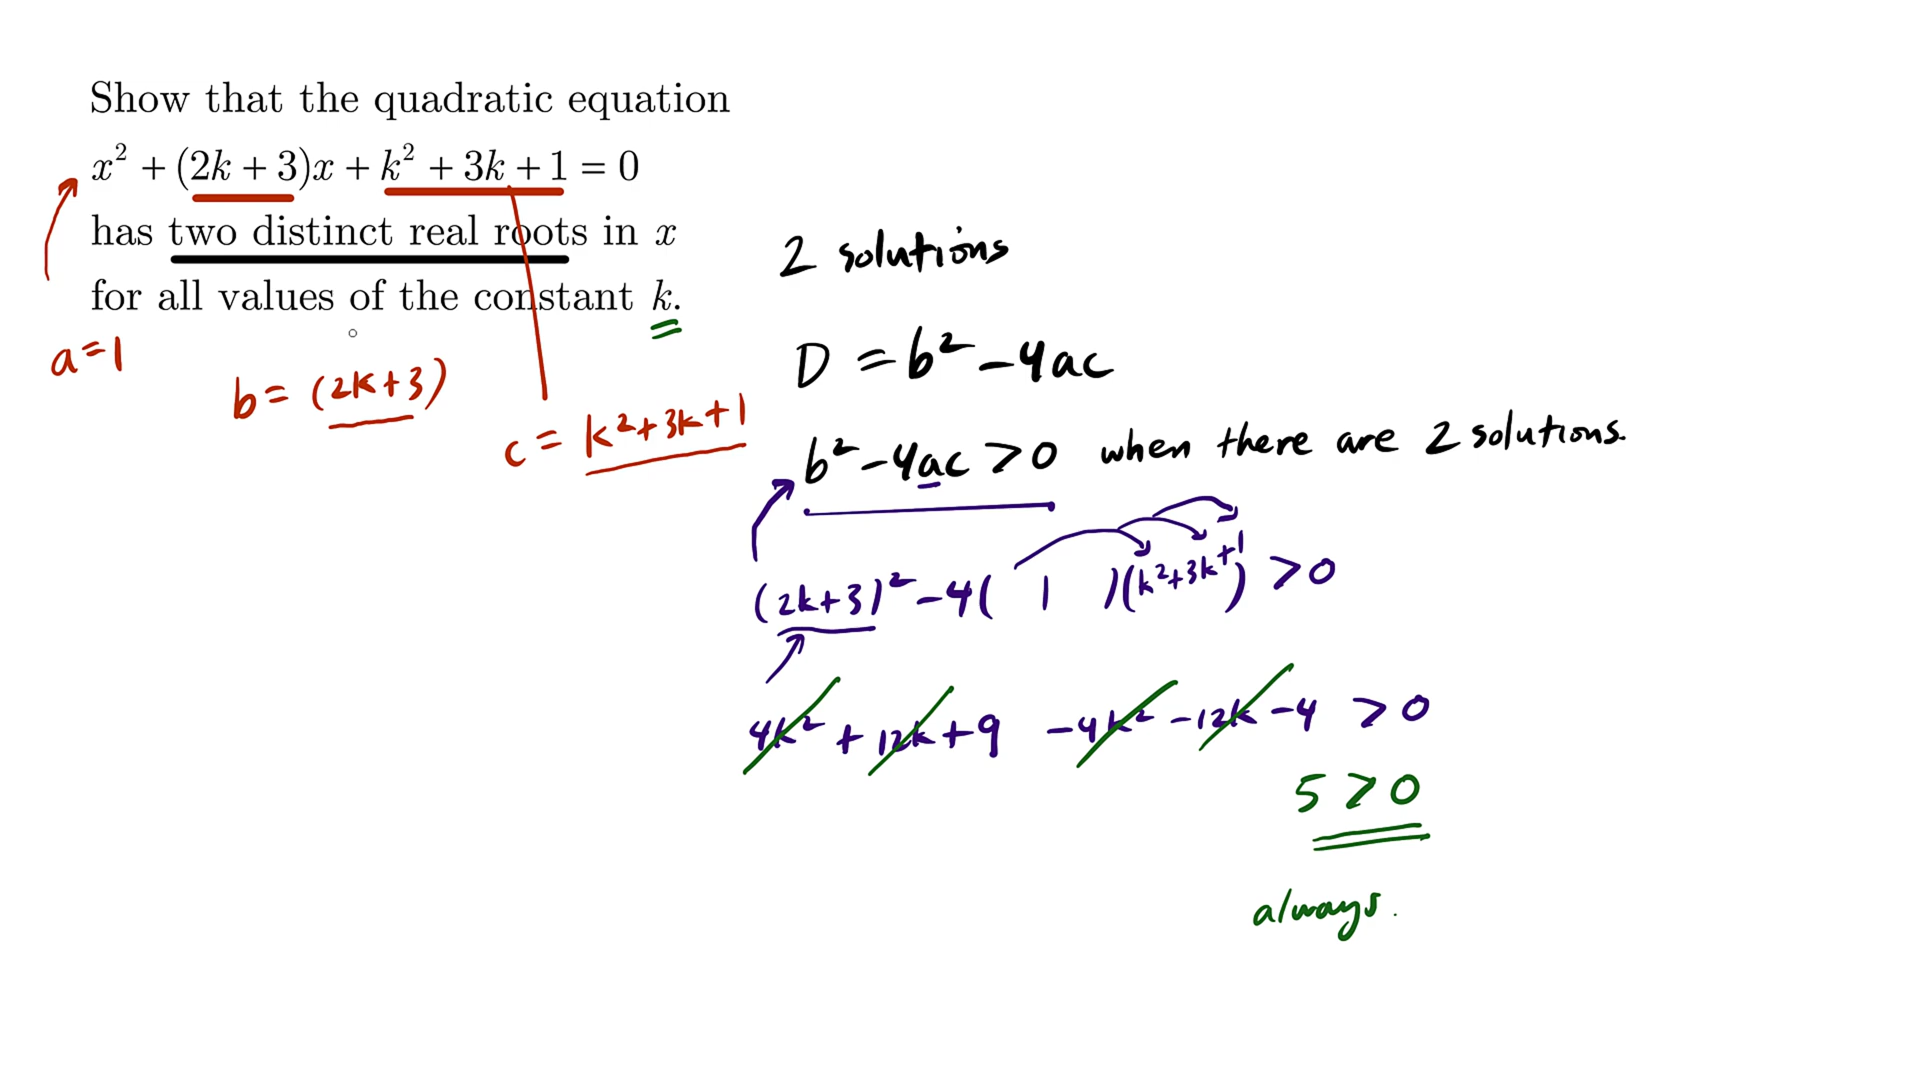 Show that the quadratic equation
x² + (2k + 3)x + k² + 3k + 1 = 0
has two distinct real roots in x
for all values of the constant k.
a=1
b= (2k+3)
c = k²+3k+1
2 solutions
D = b² -4ac
b² -4ac >0 when there are 2 solutions.
(2k+3)² -4( 1 )(k²+3k+1) >0
4k² + 12k +9 -4k² -12k -4 >0
5 >0
always.